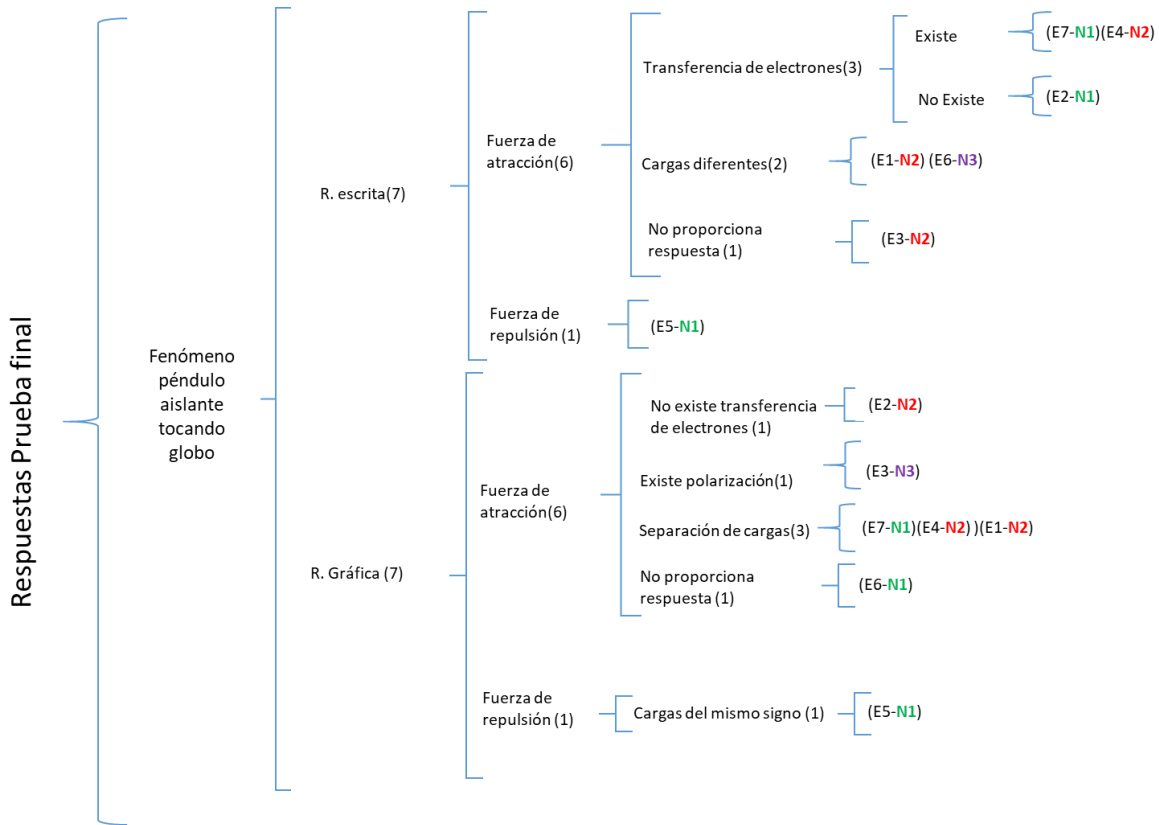 Respuestas Prueba final
Fenómeno
péndulo
aislante
tocando
globo
R. escrita(7)
Fuerza de
atracción(6)
Transferencia de electrones(3)
Existe
(E7-N1)(E4-N2)
No Existe
(E2-N1)
Cargas diferentes(2)
(E1-N2) (E6-N3)
No proporciona
respuesta (1)
(E3-N2)
Fuerza de
repulsión (1)
(E5-N1)
R. Gráfica (7)
Fuerza de
atracción(6)
No existe transferencia
de electrones (1)
(E2-N2)
Existe polarización(1)
(E3-N3)
Separación de cargas(3)
(E7-N1)(E4-N2) )(E1-N2)
No proporciona
respuesta (1)
(E6-N1)
Fuerza de
repulsión (1)
Cargas del mismo signo (1)
(E5-N1)